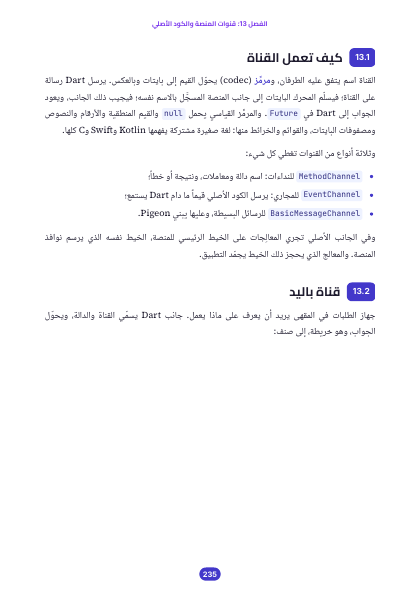 الفصل 13: قنوات المنصة والكود الأصلي
13.1 كيف تعمل القناة
القناة اسم يتفق عليه الطرفان، ومرمّز (codec) يحوّل القيم إلى بايتات وبالعكس. يرسل Dart رسالة
على القناة؛ فيسلّم المحرك البايتات إلى جانب المنصة المسجَّل بالاسم نفسه؛ فيجيب ذلك الجانب، ويعود
الجواب إلى Dart في Future. والمرمّز القياسي يحمل null والقيم المنطقية والأرقام والنصوص
ومصفوفات البايتات، والقوائم والخرائط منها: لغة صغيرة مشتركة يفهمها Kotlin وSwift وC كلها.
وثلاثة أنواع من القنوات تغطي كل شيء:
• MethodChannel للنداءات: اسم دالة ومعاملات، ونتيجة أو خطأ؛
• EventChannel للمجاري: يرسل الكود الأصلي قيماً ما دام Dart يستمع؛
• BasicMessageChannel للرسائل البسيطة، وعليها يبني Pigeon.
وفي الجانب الأصلي تجري المعالجات على الخيط الرئيسي للمنصة، الخيط نفسه الذي يرسم نوافذ
المنصة. والمعالج الذي يحجز ذلك الخيط يجمّد التطبيق.
13.2 قناة باليد
جهاز الطلبات في المقهى يريد أن يعرف على ماذا يعمل. جانب Dart يسمّي القناة والدالة، ويحوّل
الجواب، وهو خريطة، إلى صنف:
235